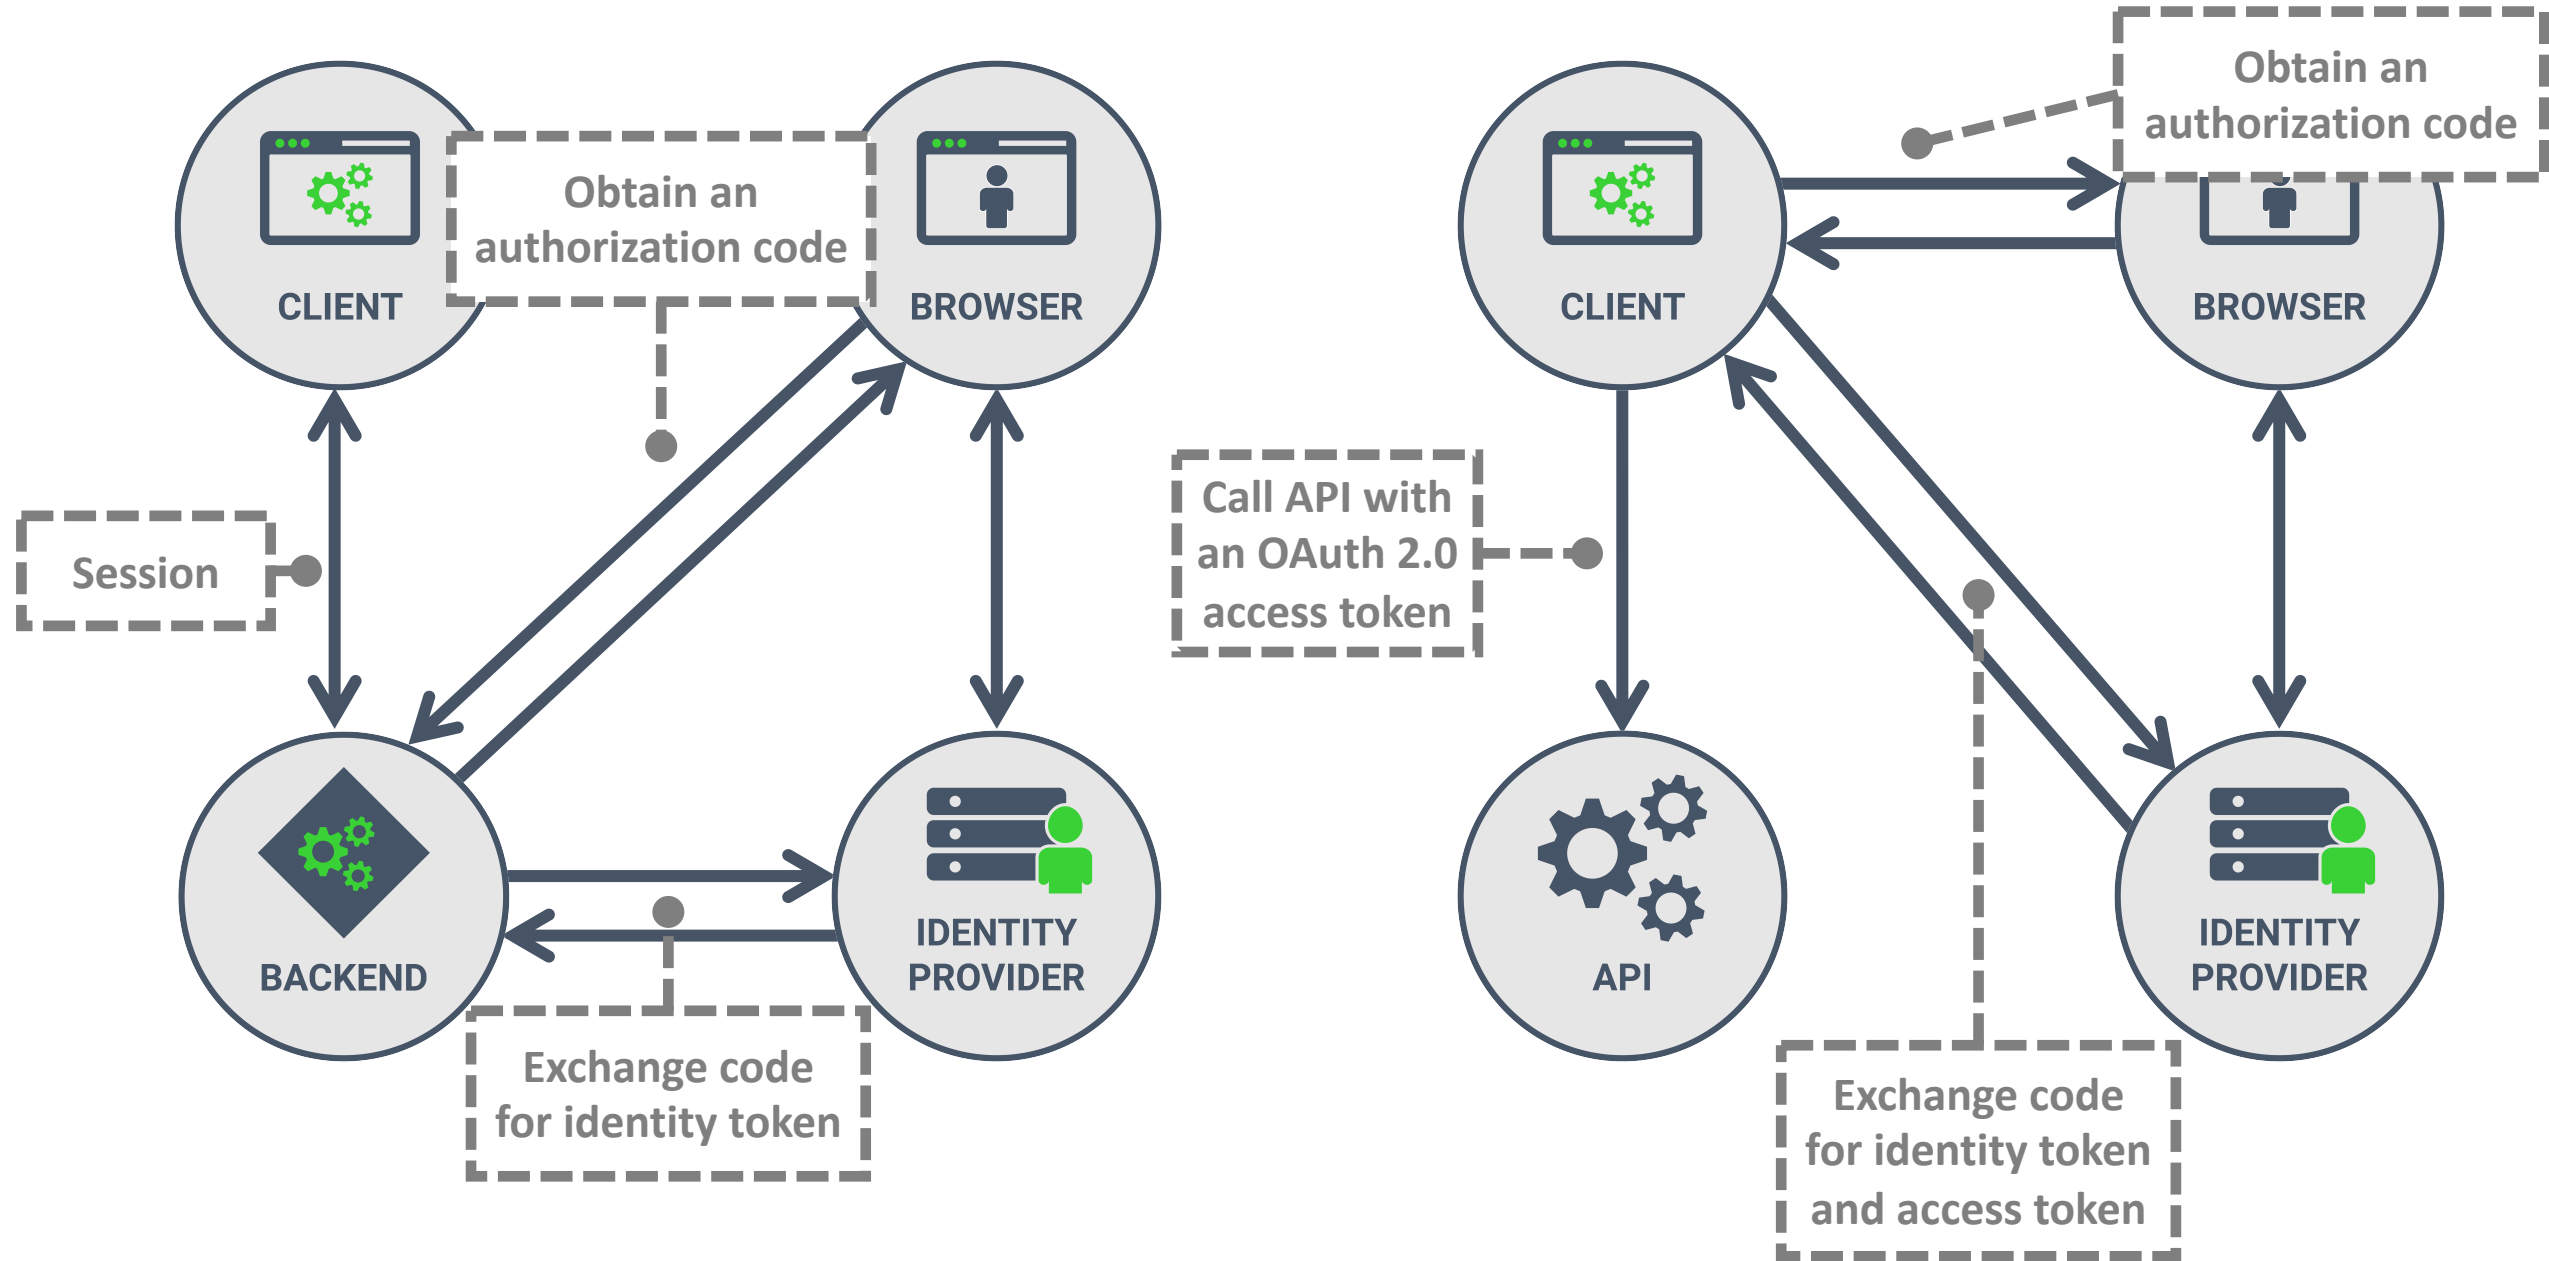 CLIENT
Obtain an
authorization code
BROWSER
Session
BACKEND
IDENTITY
PROVIDER
Exchange code
for identity token
CLIENT
Obtain an
authorization code
BROWSER
Call API with
an OAuth 2.0
access token
API
IDENTITY
PROVIDER
Exchange code
for identity token
and access token